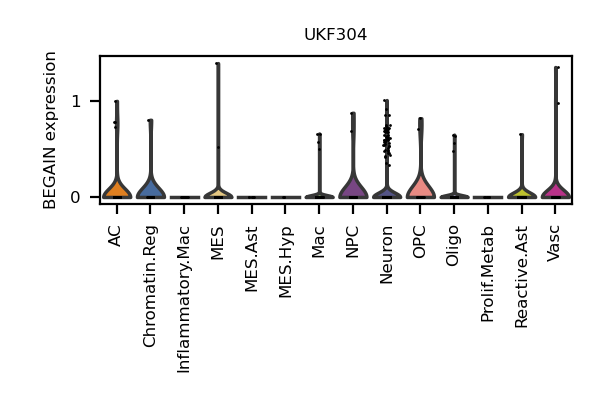 UKF304
BEGAIN expression
1
0
AC
Chromatin.Reg
Inflammatory.Mac
MES
MES.Ast
MES.Hyp
Mac
NPC
Neuron
OPC
Oligo
Prolif.Metab
Reactive.Ast
Vasc